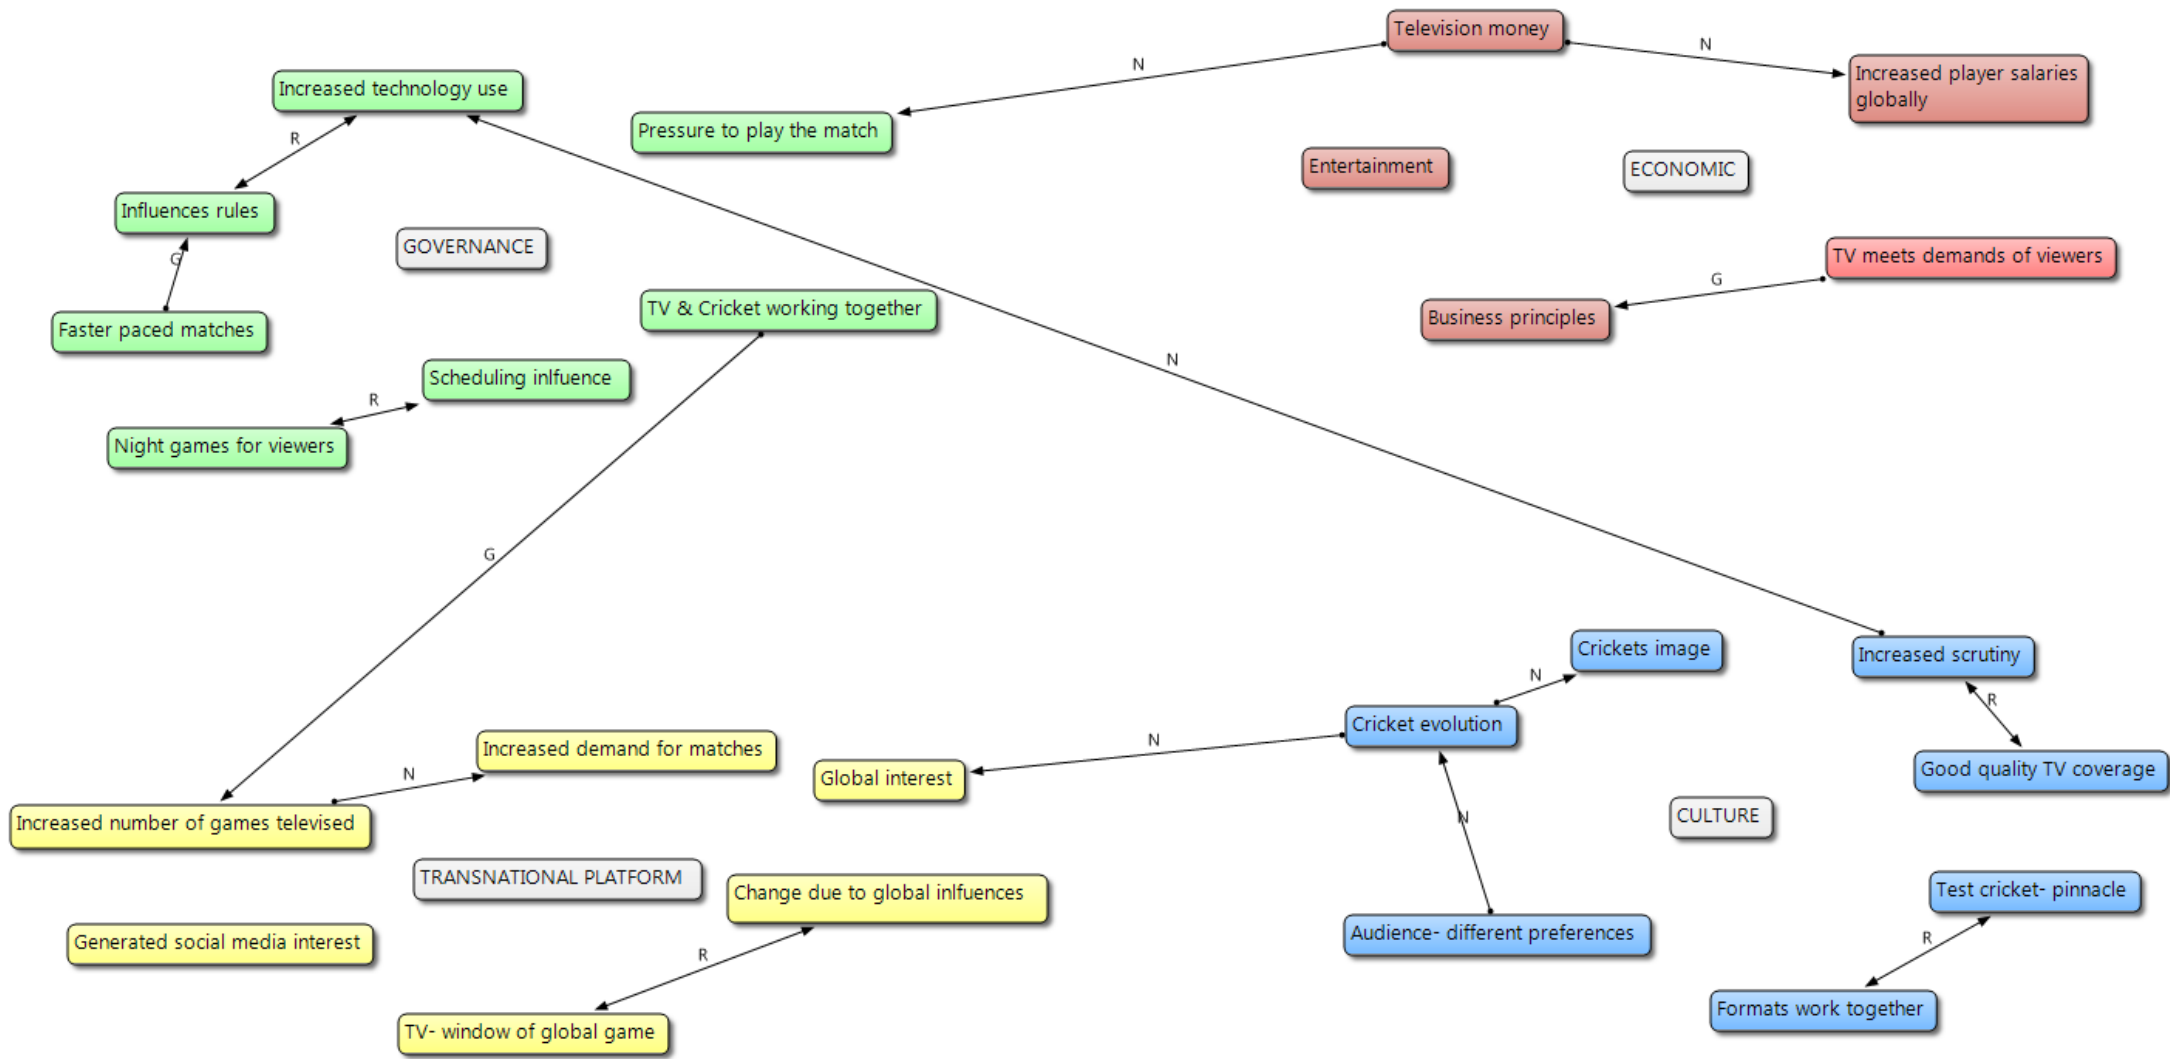 Television money
N
N
Increased player salaries
globally
Increased technology use
Pressure to play the match
R
Entertainment
ECONOMIC
Influences rules
GOVERNANCE
G
TV meets demands of viewers
G
Business principles
TV & Cricket working together
Faster paced matches
N
Scheduling inlfuence
R
Night games for viewers
G
Crickets image
Increased scrutiny
N
R
Cricket evolution
N
Increased demand for matches
N
Global interest
Good quality TV coverage
Increased number of games televised
N
CULTURE
TRANSNATIONAL PLATFORM
Change due to global inlfuences
Test cricket- pinnacle
Generated social media interest
Audience- different preferences
R
R
Formats work together
TV- window of global game